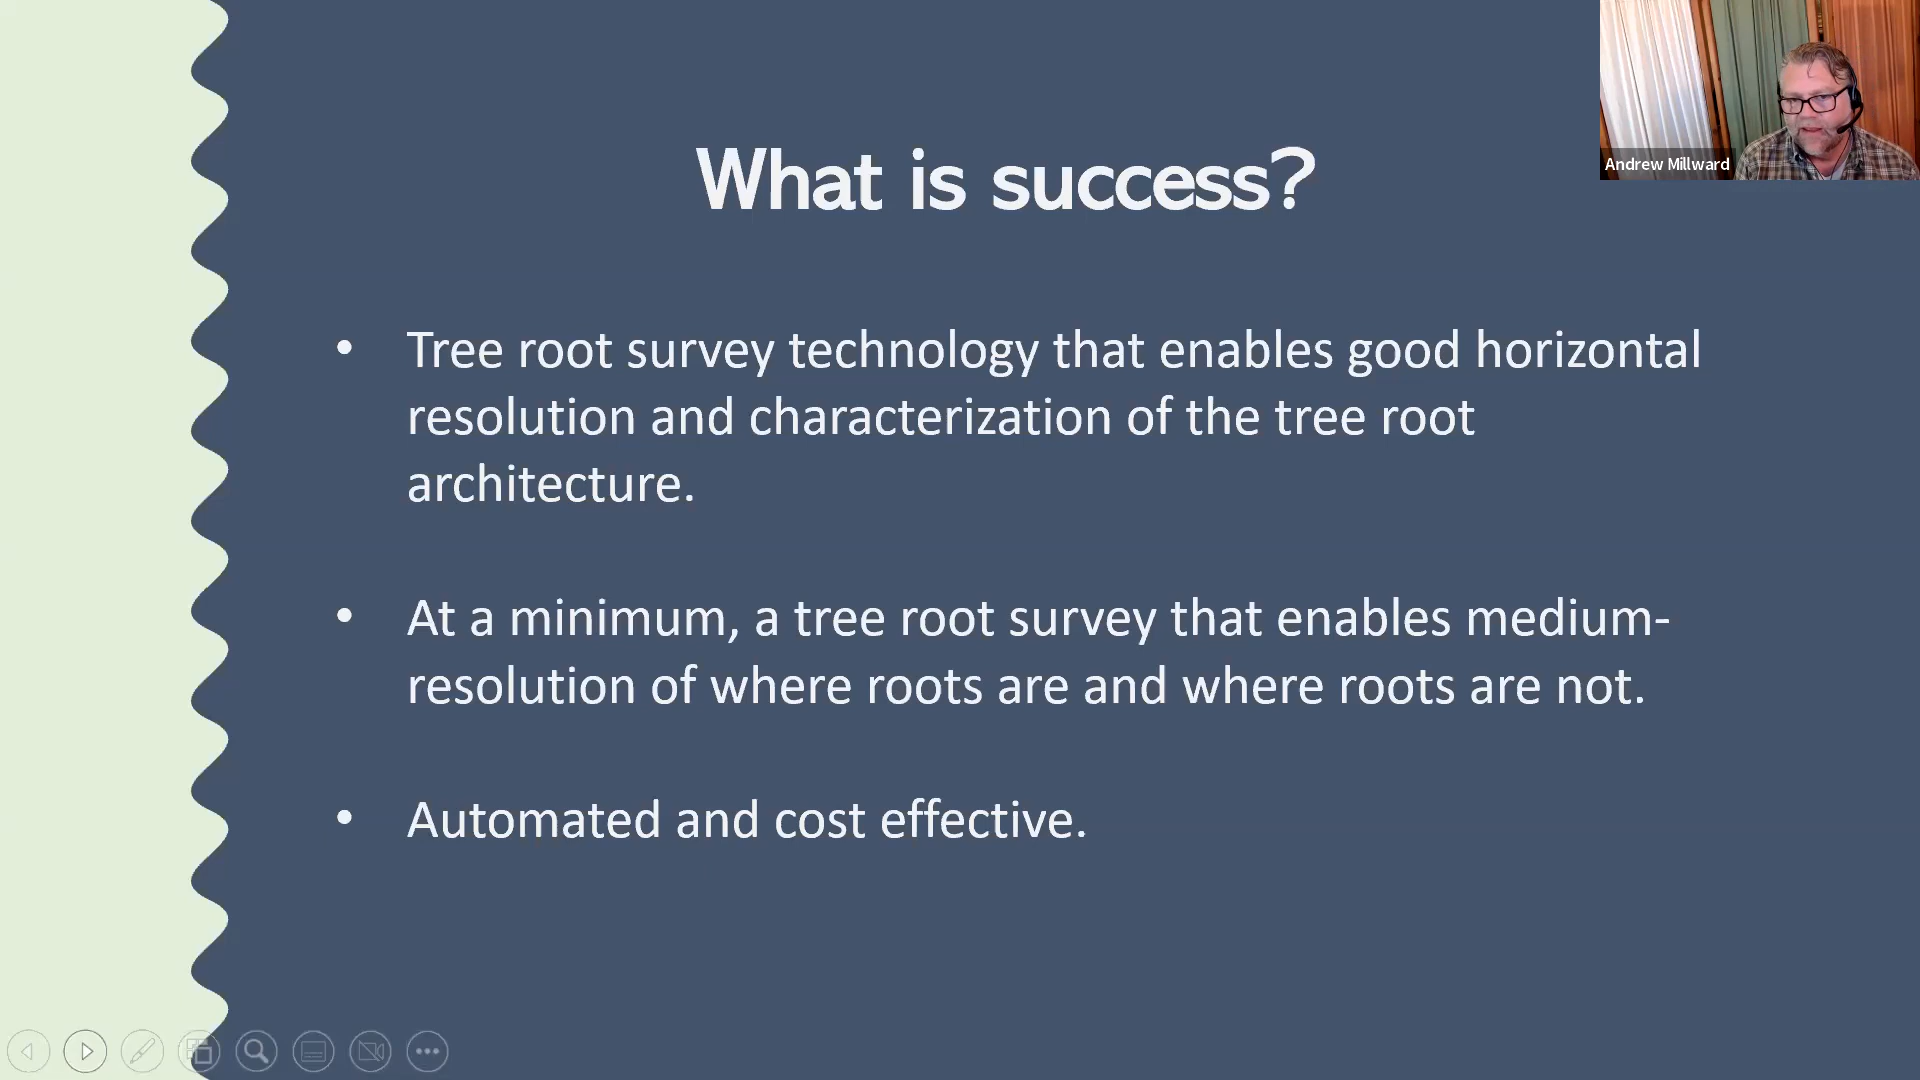 What is success?
Andrew Millward
• Tree root survey technology that enables good horizontal
resolution and characterization of the tree root
architecture.
• At a minimum, a tree root survey that enables medium-
resolution of where roots are and where roots are not.
• Automated and cost effective.